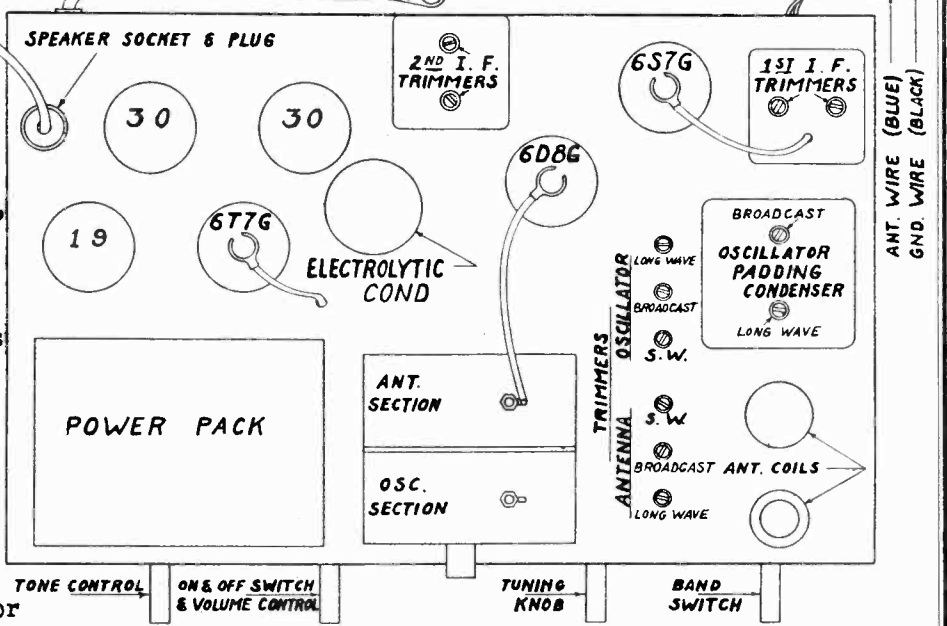 SPEAKER SOCKET & PLUG
2ND I. F.
TRIMMERS
6S7G
1ST I. F.
TRIMMERS
ANT. WIRE (BLUE)
GND. WIRE (BLACK)
30
30
6D8G
19
6T7G
ELECTROLYTIC
COND
BROADCAST
OSCILLATOR
PADDING
CONDENSER
LONG WAVE
TRIMMERS
OSCILLATOR
LONG WAVE
BROADCAST
S.W.
ANTENNA
S.W.
BROADCAST
LONG WAVE
ANT. COILS
POWER PACK
ANT.
SECTION
OSC.
SECTION
TONE CONTROL
ON & OFF SWITCH
& VOLUME CONTROL
TUNING
KNOB
BAND
SWITCH